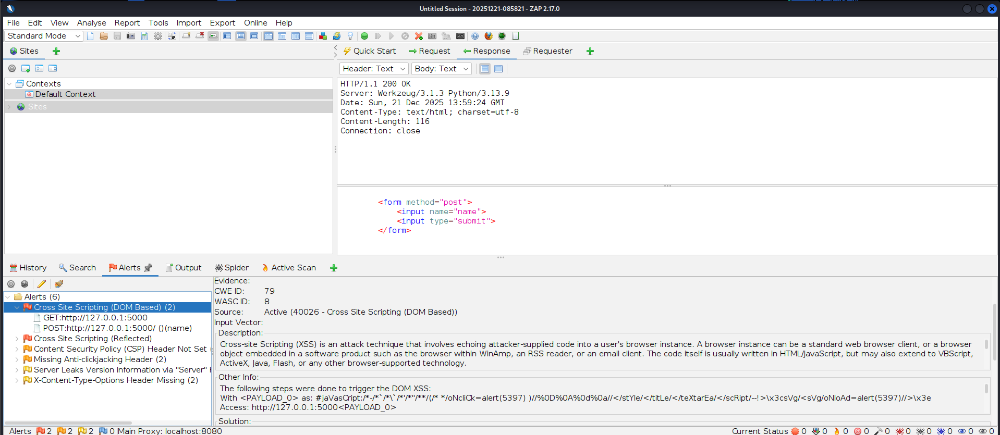 Untitled Session - 20251221-085821 - ZAP 2.17.0
File Edit View Analyse Report Tools Import Export Online Help
Standard Mode
Sites
Quick Start Request Response Requester
Header: Text Body: Text
Contexts
Default Context
Sites
HTTP/1.1 200 OK
Server: Werkzeug/3.1.3 Python/3.13.9
Date: Sun, 21 Dec 2025 13:59:24 GMT
Content-Type: text/html; charset=utf-8
Content-Length: 116
Connection: close
<form method="post">
<input name="name">
<input type="submit">
</form>
History Search Alerts Output Spider Active Scan
Alerts (6)
Cross Site Scripting (DOM Based) (2)
GET:http://127.0.0.1:5000
POST:http://127.0.0.1:5000/ ()(name)
Cross Site Scripting (Reflected)
Content Security Policy (CSP) Header Not Set (
Missing Anti-clickjacking Header (2)
Server Leaks Version Information via "Server" H
X-Content-Type-Options Header Missing (2)
Evidence:
CWE ID: 79
WASC ID: 8
Source: Active (40026 - Cross Site Scripting (DOM Based))
Input Vector:
Description:
Cross-site Scripting (XSS) is an attack technique that involves echoing attacker-supplied code into a user's browser instance. A browser instance can be a standard web browser client, or a browser
object embedded in a software product such as the browser within WinAmp, an RSS reader, or an email client. The code itself is usually written in HTML/JavaScript, but may also extend to VBScript,
ActiveX, Java, Flash, or any other browser-supported technology.
Other Info:
The following steps were done to trigger the DOM XSS:
With <PAYLOAD_0> as: #jaVasCript:/*-/*`/*\`/*'/*"/**/(/* */oNcliCk=alert(5397) )//%0D%0A%0d%0a//</stYle/</titLe/</teXtarEa/</scRipt/--!>\x3csVg/<sVg/oNloAd=alert(5397)//>\x3e
Access: http://127.0.0.1:5000<PAYLOAD_0>
Solution:
Alerts 2 2 2 0 Main Proxy: localhost:8080
Current Status 0 0 0 0 0 0 0 0 0 0